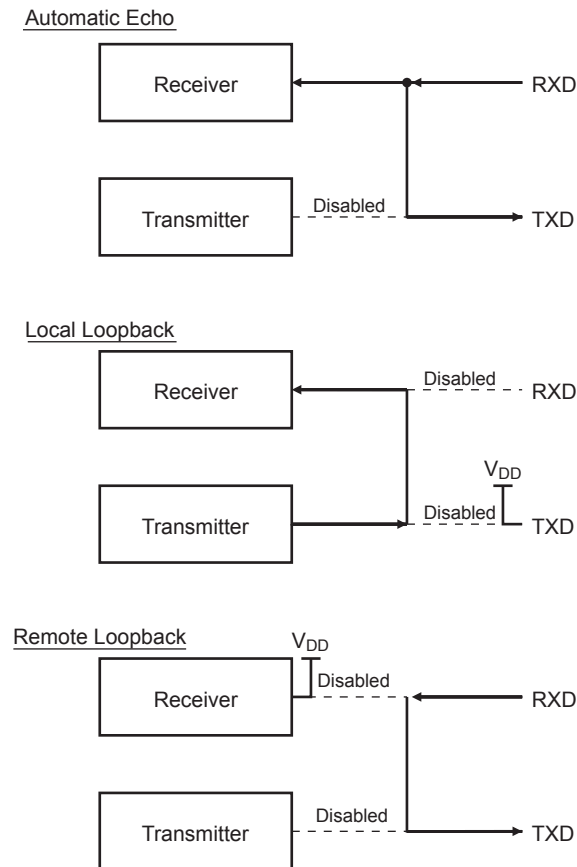 Automatic Echo
Receiver
RXD
Transmitter
Disabled
TXD
Local Loopback
Receiver
Disabled
RXD
VDD
Transmitter
Disabled
TXD
Remote Loopback
VDD
Receiver
Disabled
RXD
Transmitter
Disabled
TXD